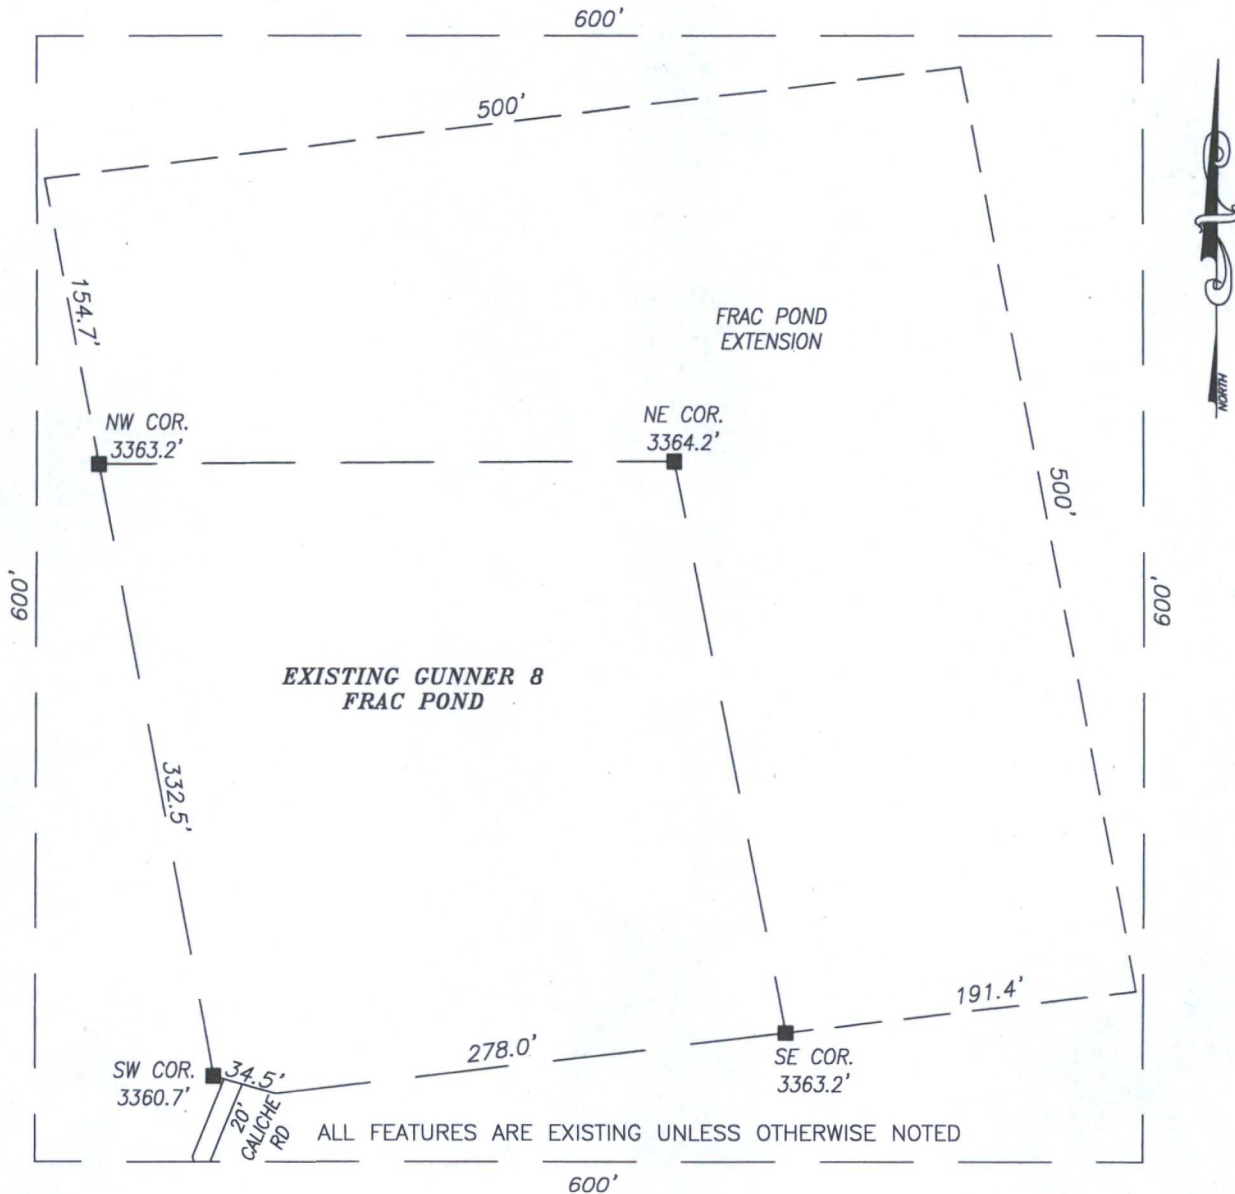 600'
500'
154.7'
FRAC POND
EXTENSION
NORTH
NW COR.
3363.2'
NE COR.
3364.2'
500'
600'
600'
EXISTING GUNNER 8
FRAC POND
332.5'
191.4'
278.0'
SE COR.
3363.2'
SW COR.
3360.7'
34.5'
20'
CALICHE
RD
ALL FEATURES ARE EXISTING UNLESS OTHERWISE NOTED
600'